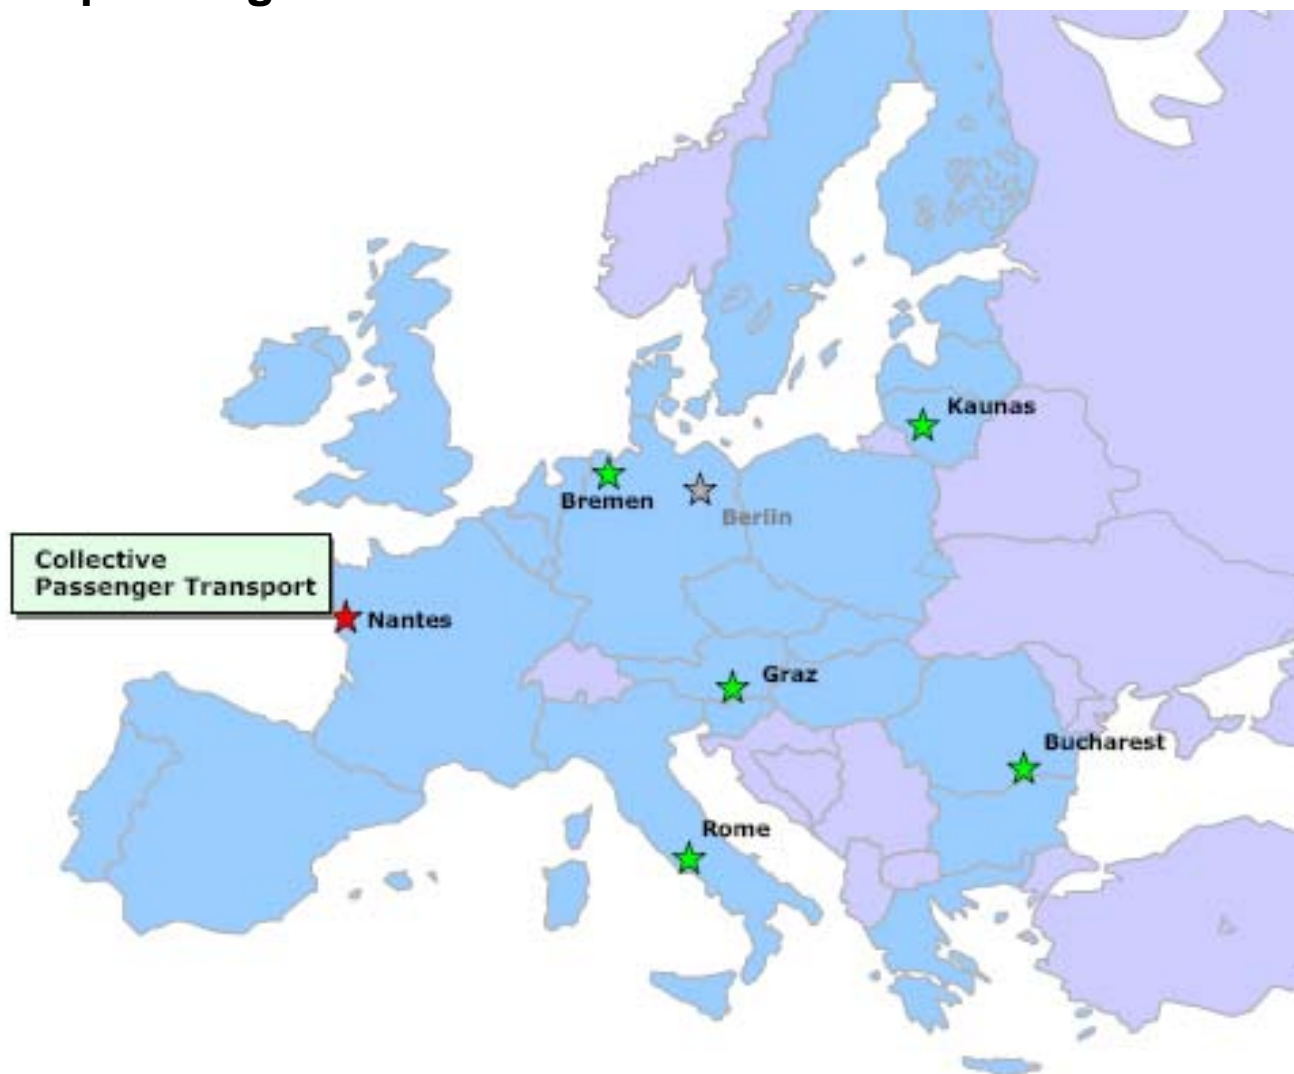 Kaunas
Bremen
Berlin
Collective
Passenger Transport
Nantes
Graz
Bucharest
Rome